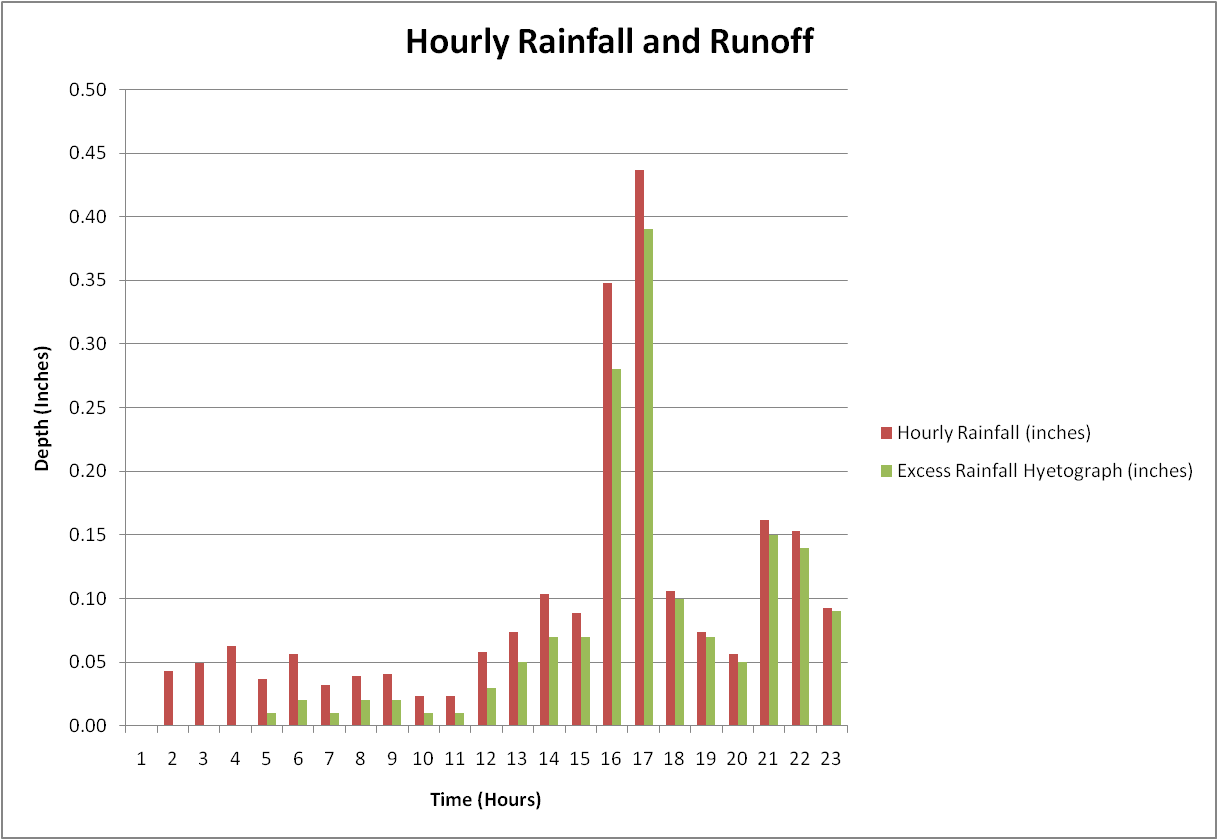 Hourly Rainfall and Runoff
0.50
0.45
0.40
0.35
0.30
0.25
0.20
0.15
0.10
0.05
0.00
Depth (Inches)
1 2 3 4 5 6 7 8 9 10 11 12 13 14 15 16 17 18 19 20 21 22 23
Time (Hours)
Hourly Rainfall (inches)
Excess Rainfall Hyetograph (inches)